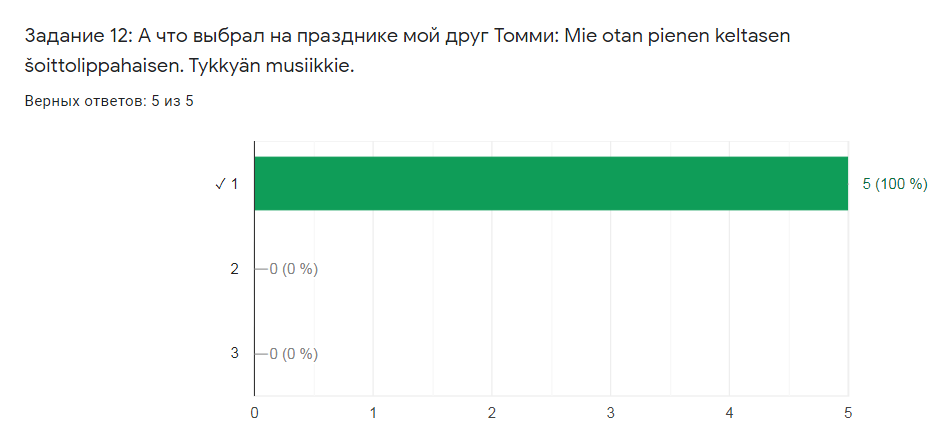 Задание 12: А что выбрал на празднике мой друг Томми: Mie otan pienen keltasen
šoittolippahaisen. Tykkyän musiikkie.
Верных ответов: 5 из 5
✓ 1
5 (100 %)
2
0 (0 %)
3
0 (0 %)
0 1 2 3 4 5